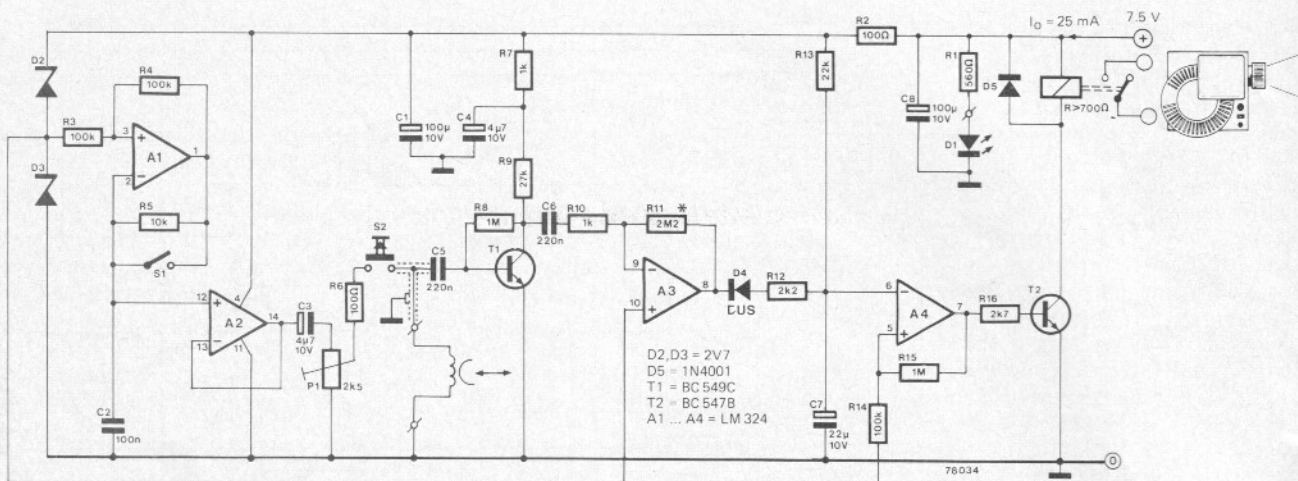 I₀ = 25 mA
7.5 V
+
D2
R4
100k
R3
100k
3
+
A1
1
2
−
D3
R5
10k
S1
12
+
A2
4
14
13
−
11
C2
100n
C3
4µ7
10V
P1
2k5
R6
100Ω
S2
C5
220n
R8
1M
T1
C1
100µ
10V
C4
4µ7
10V
R7
1k
R9
27k
C6
220n
R10
1k
R11
2M2
*
9
−
A3
8
10
+
D4
DUS
R12
2k2
R13
22k
R2
100Ω
C8
100µ
10V
R1
560Ω
D1
D5
R>700Ω
6
−
A4
7
5
+
R16
2k7
T2
R15
1M
R14
100k
C7
22µ
10V
D2,D3 = 2V7
D5 = 1N4001
T1 = BC 549C
T2 = BC 547B
A1 ... A4 = LM 324
78034
0